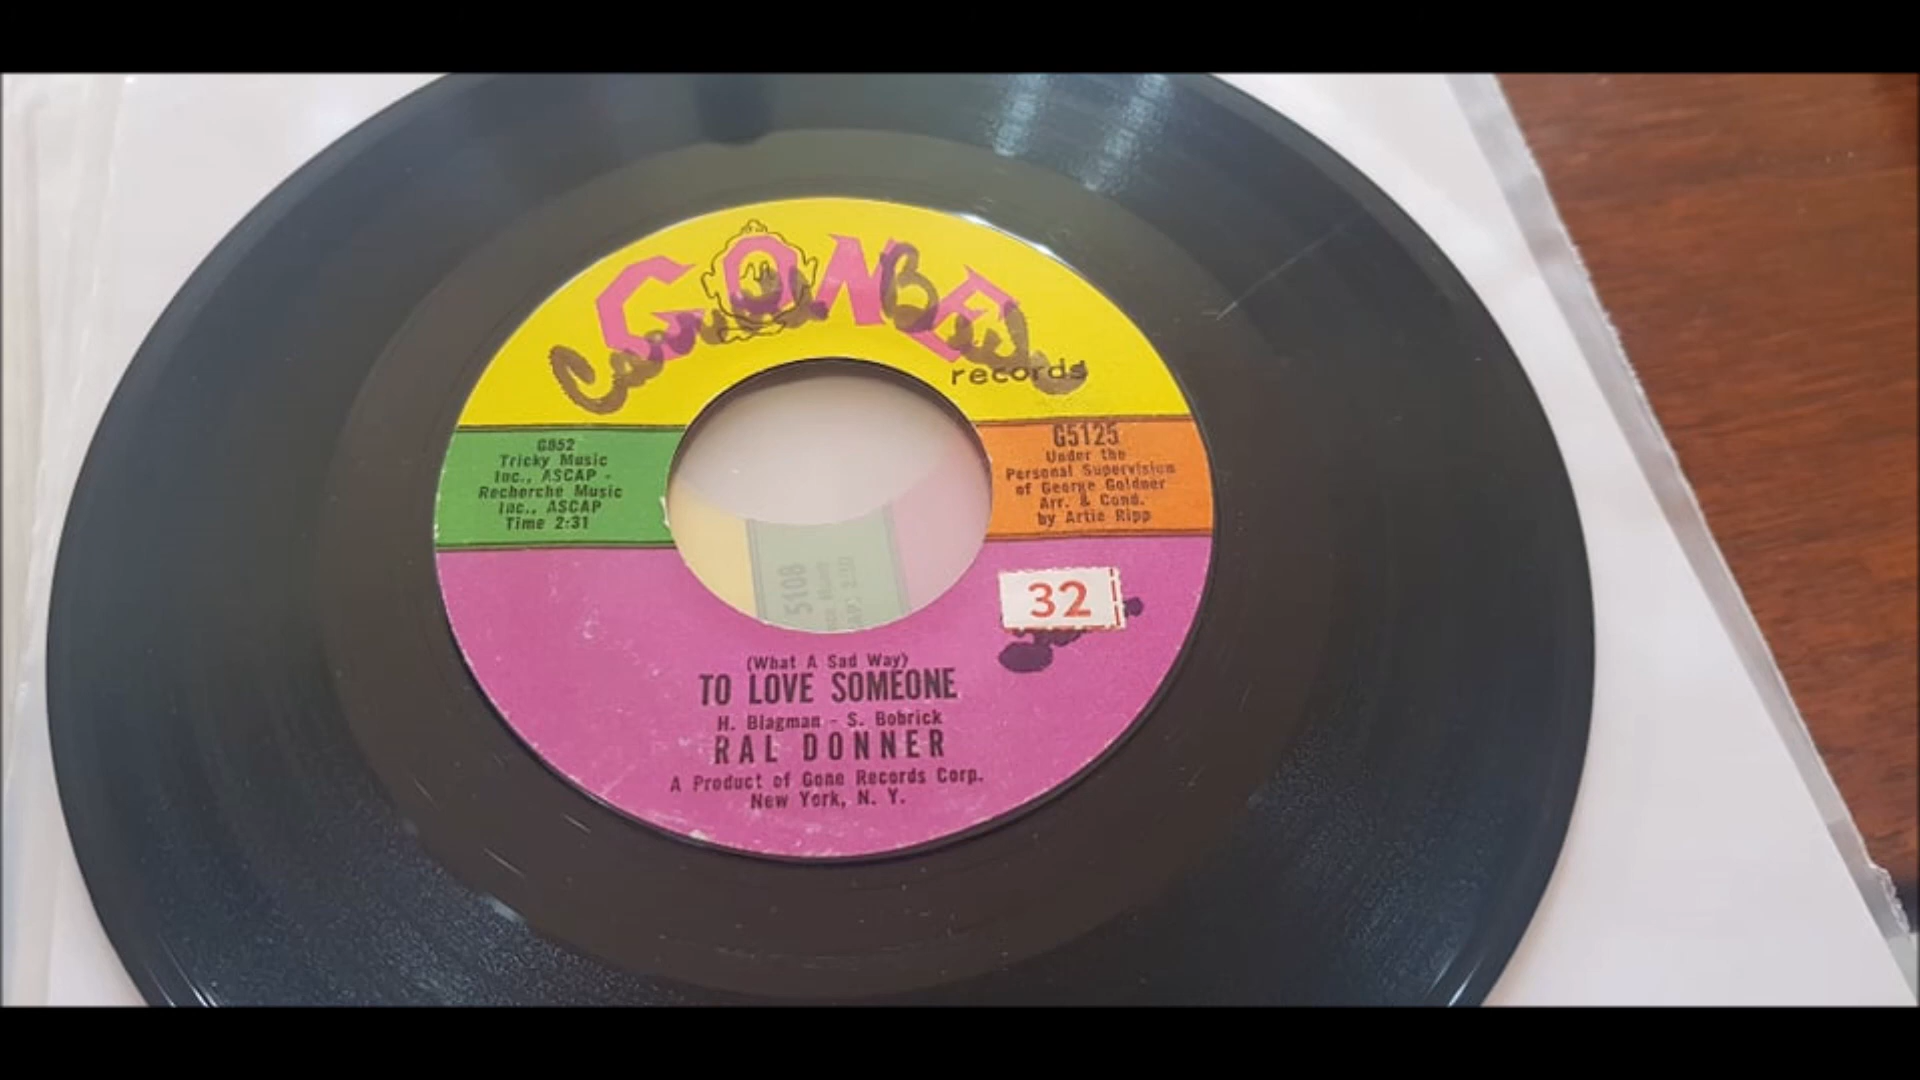 GONE
records
G852
Tricky Music
Inc., ASCAP -
Recherche Music
Inc., ASCAP
Time 2:31
G5125
Under the
Personal Supervision
of George Goldner
Arr. & Cond.
by Artie Ripp
32
5108
(What A Sad Way)
TO LOVE SOMEONE
H. Blagman - S. Bobrick
RAL DONNER
A Product of Gone Records Corp.
New York, N. Y.